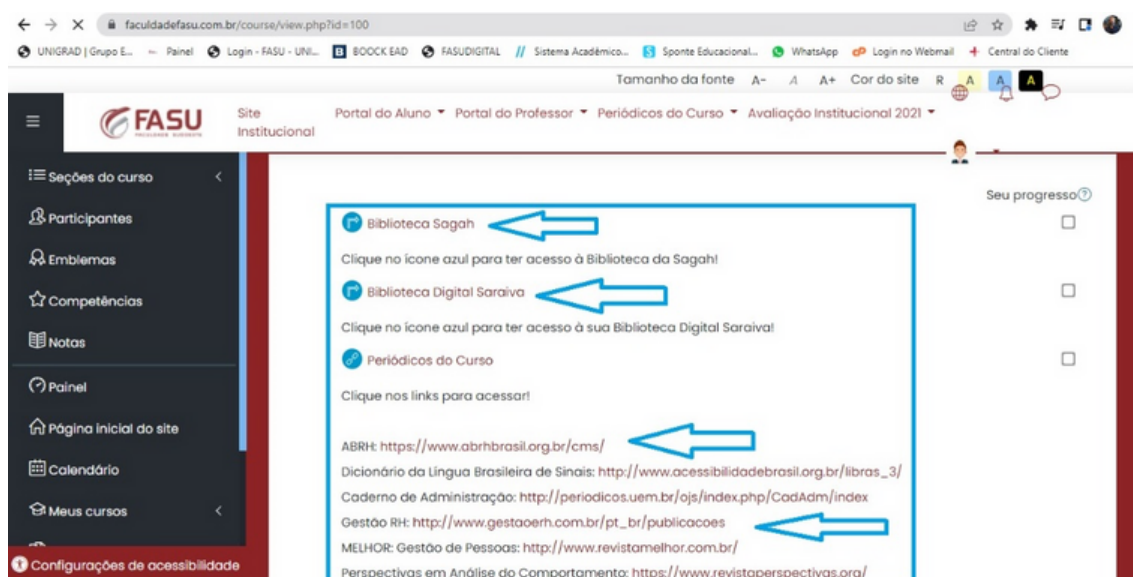 faculdadefasu.com.br/course/view.php?id=100
UNIGRAD | Grupo E... Painel Login - FASU - UNI... BOOCK EAD FASUDIGITAL Sistema Acadêmico... Sponte Educacional... WhatsApp Login no Webmail Central do Cliente
Tamanho da fonte A- A A+ Cor do site R A A A
FASU
Site Institucional
Portal do Aluno Portal do Professor Periódicos do Curso Avaliação Institucional 2021
Seções do curso
Participantes
Emblemas
Competências
Notas
Painel
Página inicial do site
Calendário
Meus cursos
Configurações de acessibilidade
Seu progresso
Biblioteca Sagah
Clique no ícone azul para ter acesso à Biblioteca da Sagah!
Biblioteca Digital Saraiva
Clique no ícone azul para ter acesso à sua Biblioteca Digital Saraiva!
Periódicos do Curso
Clique nos links para acessar!
ABRH: https://www.abrhbrasil.org.br/cms/
Dicionário da Língua Brasileira de Sinais: http://www.acessibilidadebrasil.org.br/libras_3/
Caderno de Administração: http://periodicos.uem.br/ojs/index.php/CadAdm/index
Gestão RH: http://www.gestaoerh.com.br/pt_br/publicacoes
MELHOR: Gestão de Pessoas: http://www.revistamelhor.com.br/
Perspectivas em Análise do Comportamento: https://www.revistaperspectivas.org/